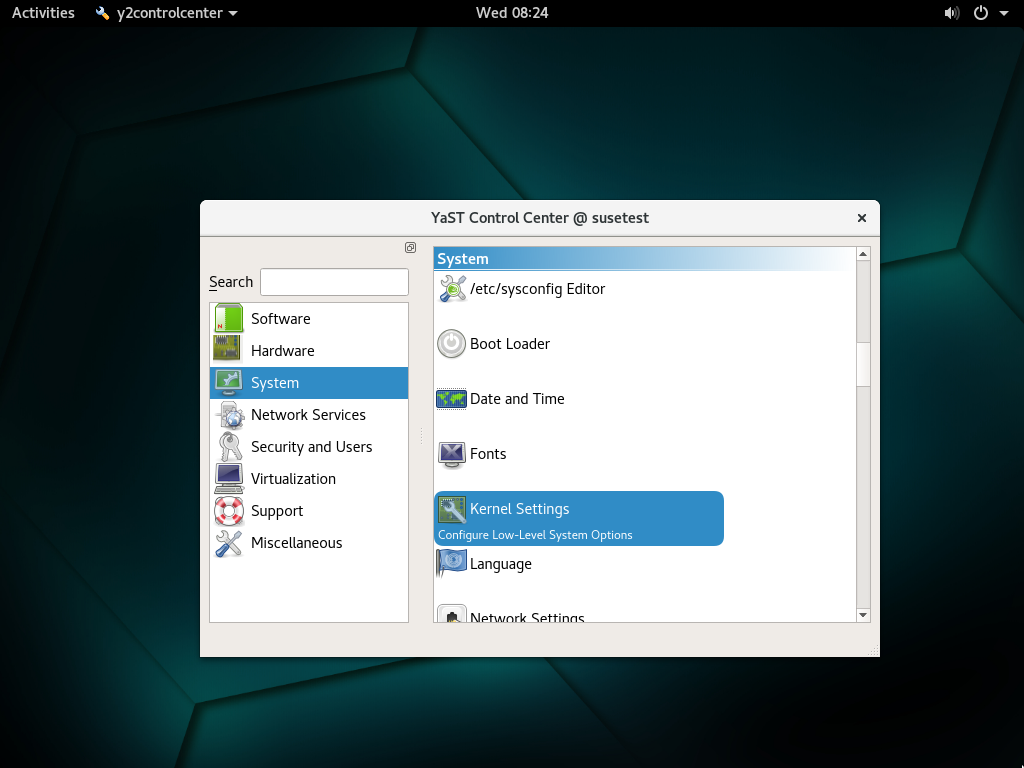 Activities
y2controlcenter
Wed 08:24
YaST Control Center @ susetest
Search
Software
Hardware
System
Network Services
Security and Users
Virtualization
Support
Miscellaneous
System
/etc/sysconfig Editor
Boot Loader
Date and Time
Fonts
Kernel Settings
Configure Low-Level System Options
Language
Network Settings